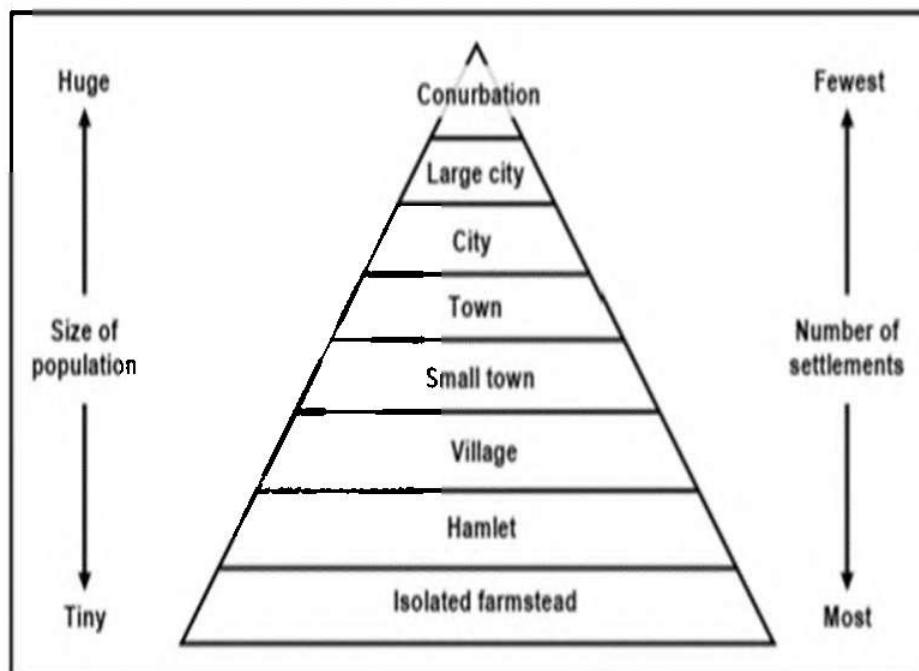 Huge
Fewest
Conurbation
Large city
City
Town
Size of
population
Number of
settlements
Small town
Village
Hamlet
Isolated farmstead
Tiny
Most